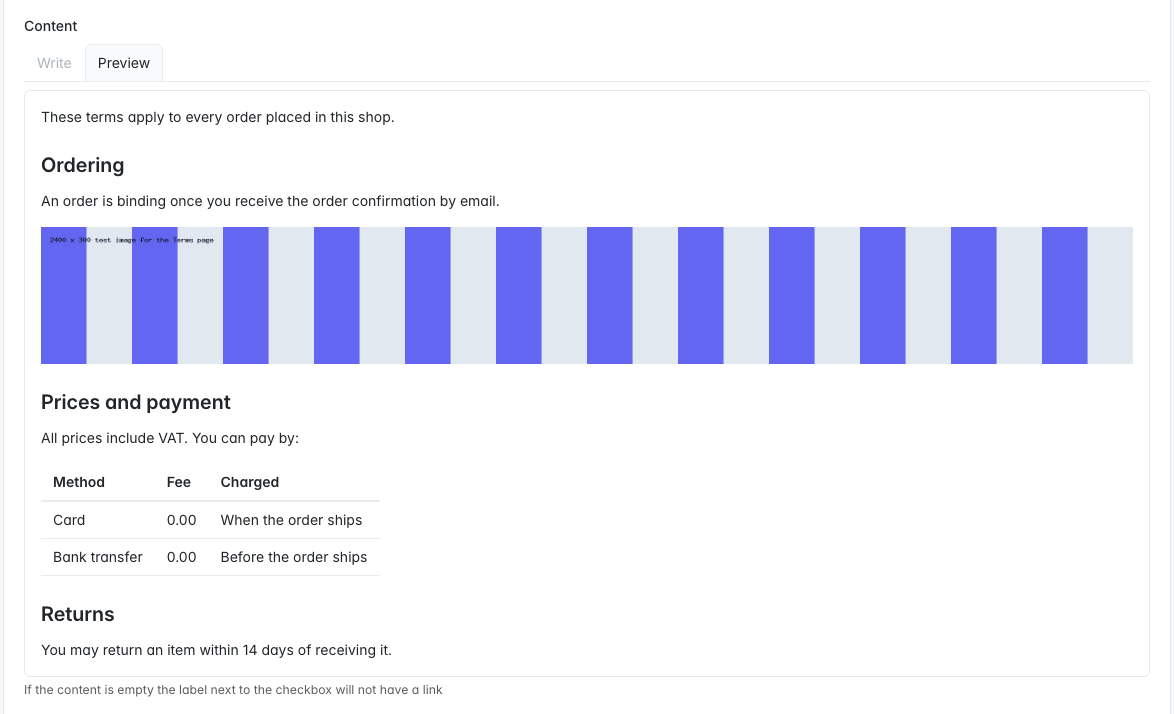 Content
Write Preview
These terms apply to every order placed in this shop.
Ordering
An order is binding once you receive the order confirmation by email.
2400 x 300 test image for the Terms page
Prices and payment
All prices include VAT. You can pay by:
Method Fee Charged
Card 0.00 When the order ships
Bank transfer 0.00 Before the order ships
Returns
You may return an item within 14 days of receiving it.
If the content is empty the label next to the checkbox will not have a link